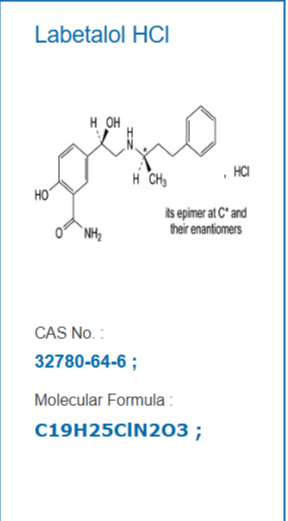 Labetalol HCl
H OH
H
N
*
H CH3
, HCl
HO
O NH2
its epimer at C* and
their enantiomers
CAS No. :
32780-64-6 ;
Molecular Formula :
C19H25ClN2O3 ;